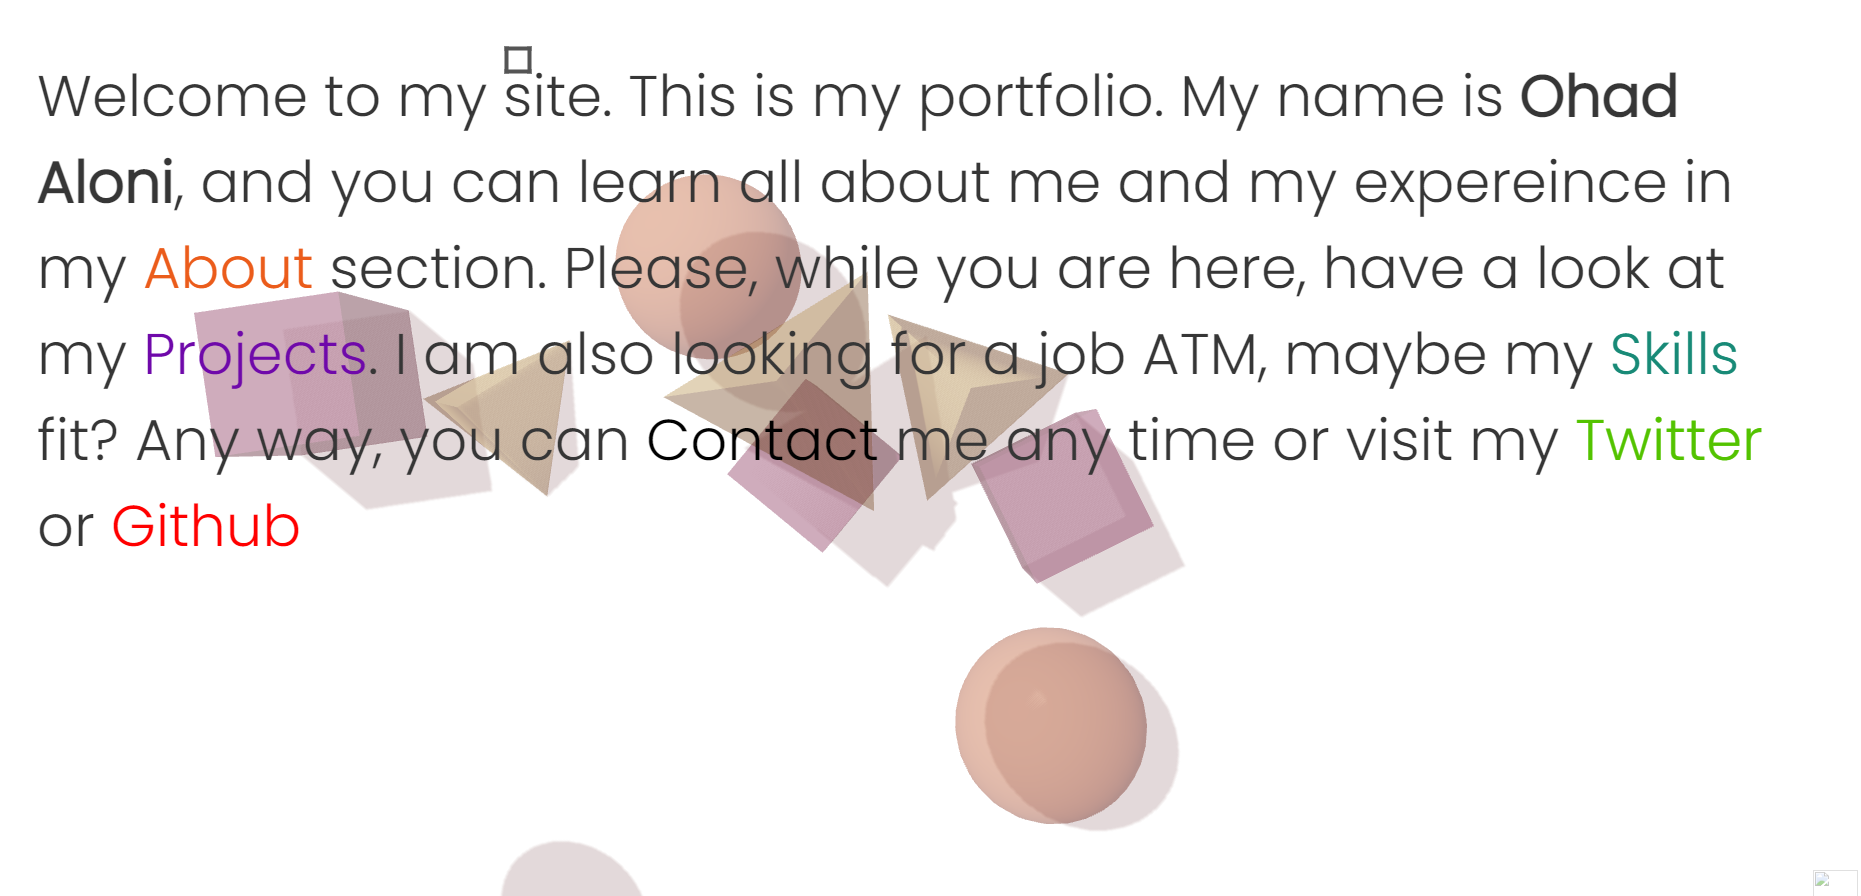 Welcome to my site. This is my portfolio. My name is Ohad
Aloni, and you can learn all about me and my expereince in
my About section. Please, while you are here, have a look at
my Projects. I am also looking for a job ATM, maybe my Skills
fit? Any way, you can Contact me any time or visit my Twitter
or Github